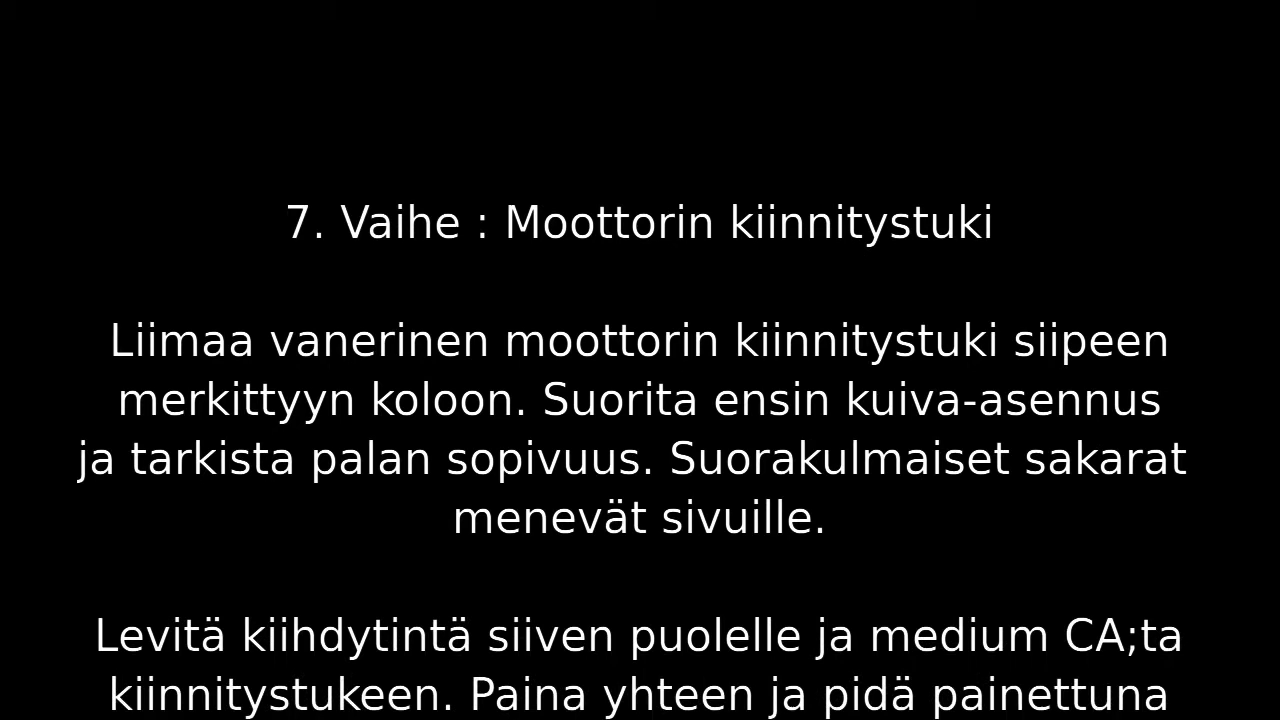 7. Vaihe : Moottorin kiinnitystuki
Liimaa vanerinen moottorin kiinnitystuki siipeen
merkittyyn koloon. Suorita ensin kuiva-asennus
ja tarkista palan sopivuus. Suorakulmaiset sakarat
menevät sivuille.
Levitä kiihdytintä siiven puolelle ja medium CA;ta
kiinnitystukeen. Paina yhteen ja pidä painettuna